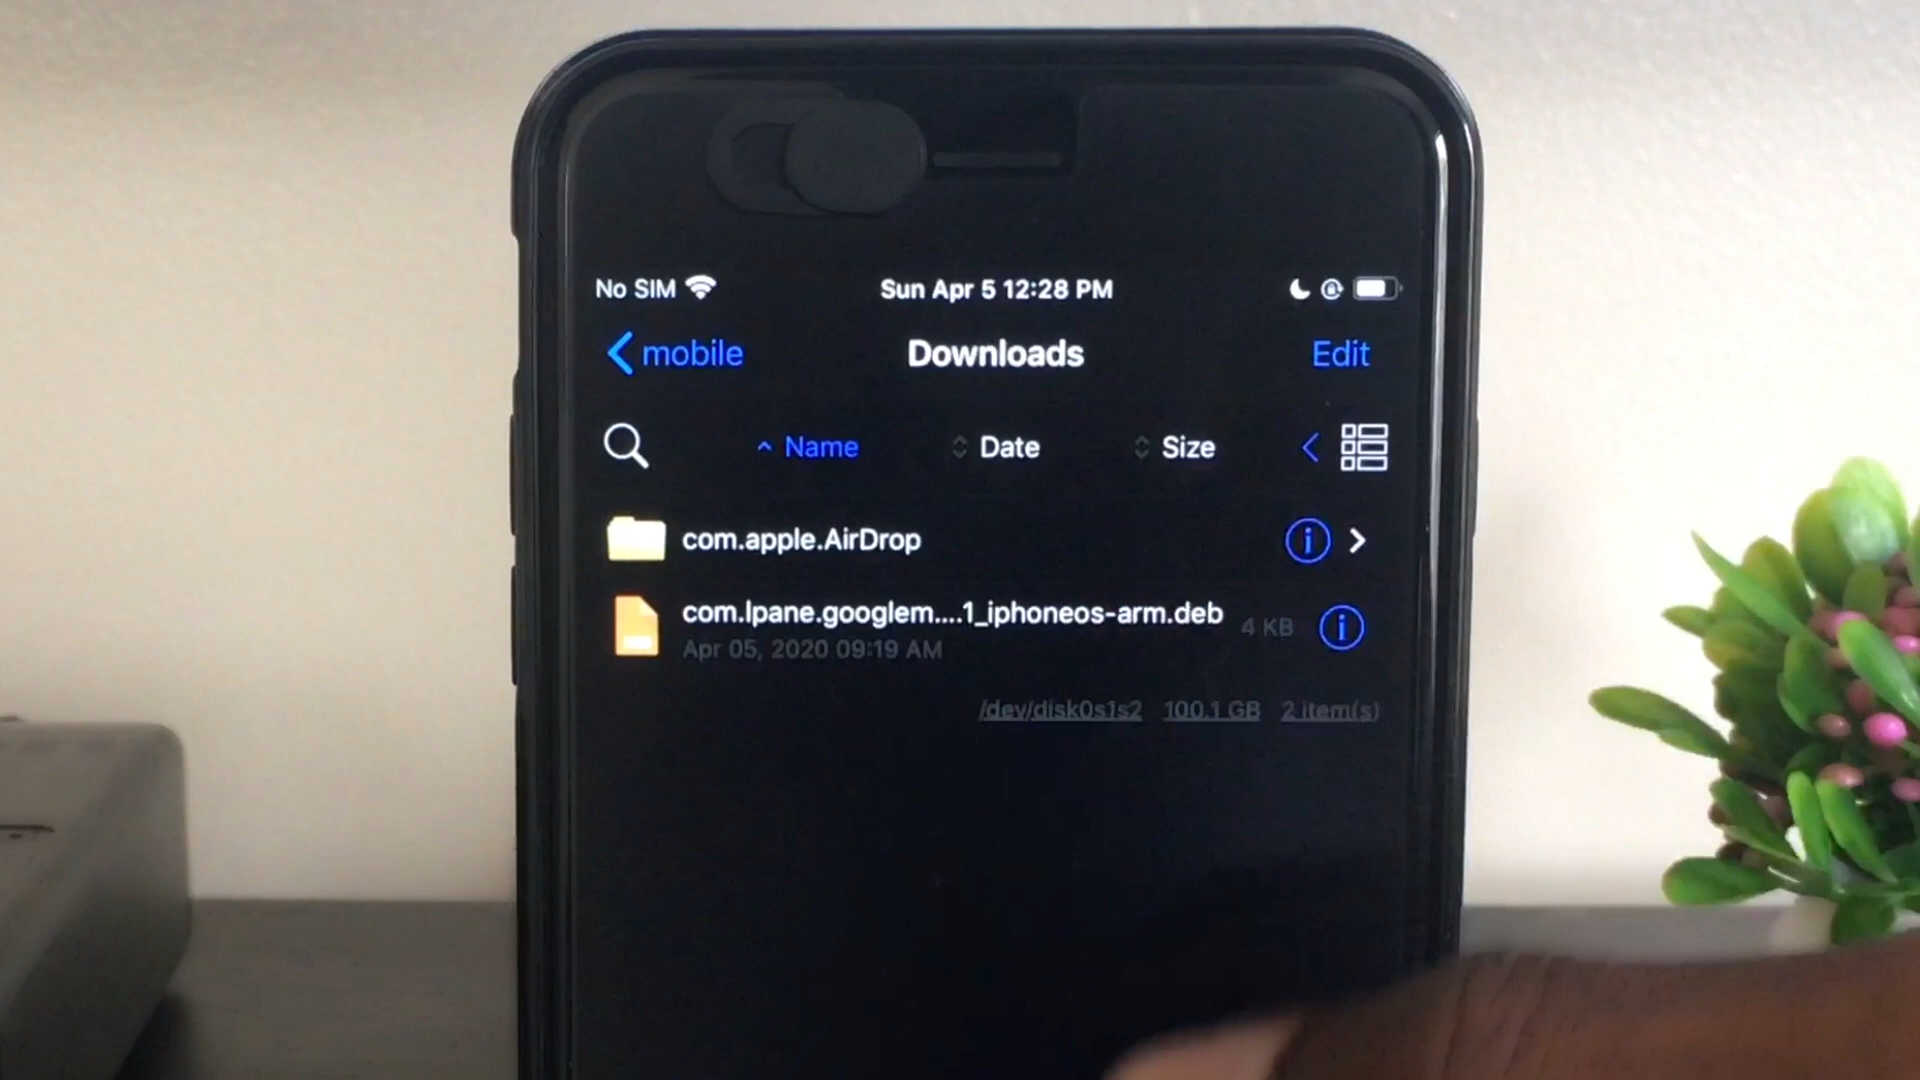 No SIM Sun Apr 5 12:28 PM
mobile Downloads Edit
Name Date Size
com.apple.AirDrop
com.lpane.googlem....1_iphoneos-arm.deb 4 KB
Apr 05, 2020 09:19 AM
/dev/disk0s1s2 100.1 GB 2 item(s)